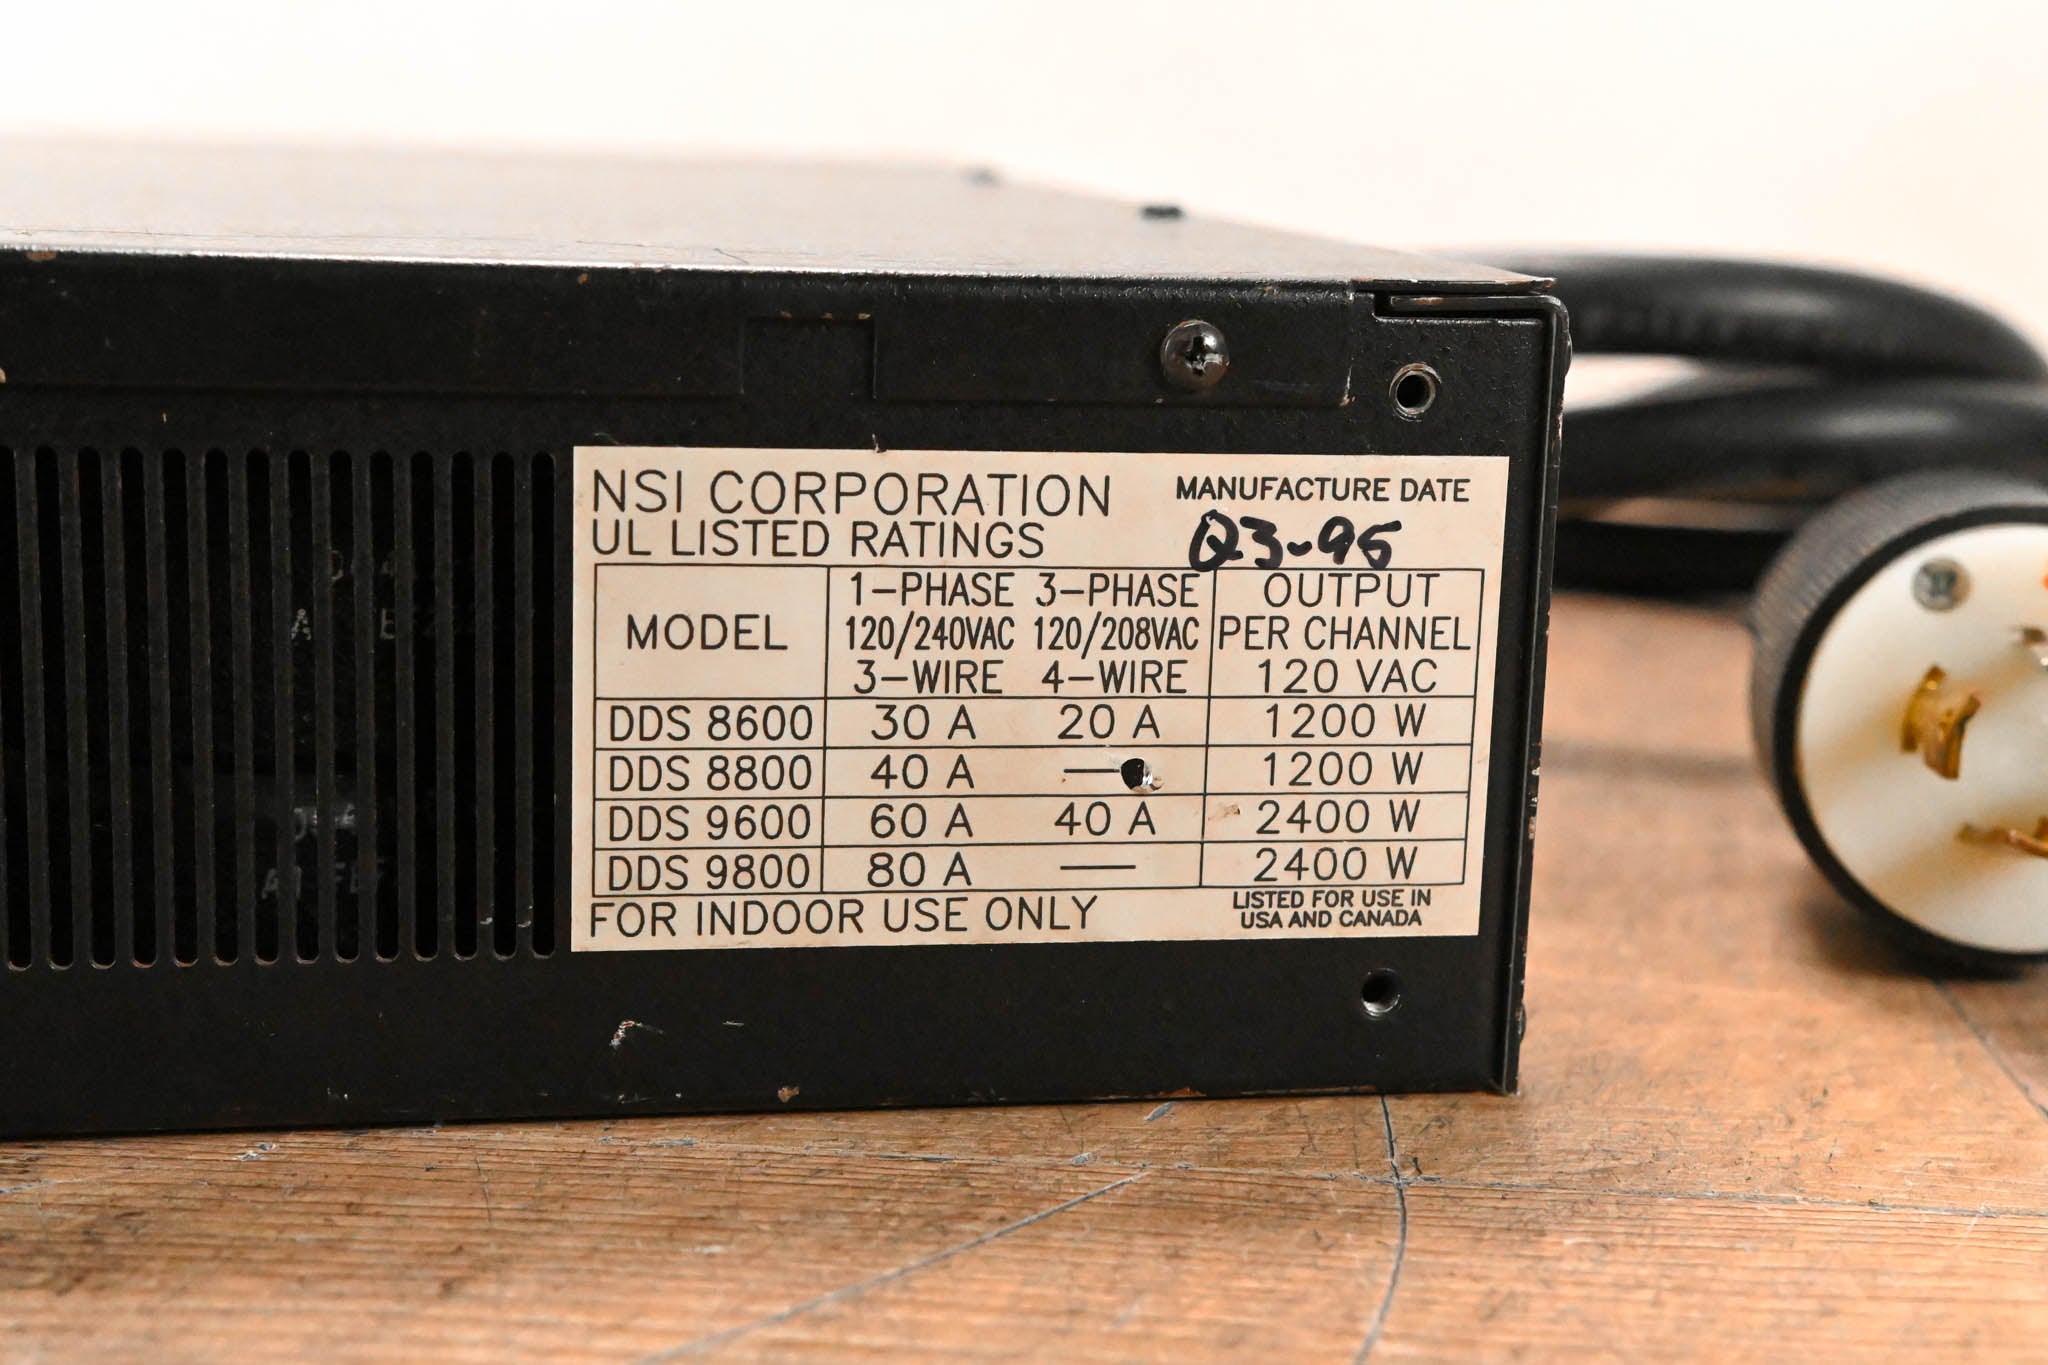 NSI CORPORATION
UL LISTED RATINGS
MANUFACTURE DATE
Q3-95
MODEL
1-PHASE 3-PHASE
120/240VAC 120/208VAC
3-WIRE 4-WIRE
OUTPUT
PER CHANNEL
120 VAC
DDS 8600 30 A 20 A 1200 W
DDS 8800 40 A — 1200 W
DDS 9600 60 A 40 A 2400 W
DDS 9800 80 A — 2400 W
FOR INDOOR USE ONLY
LISTED FOR USE IN
USA AND CANADA